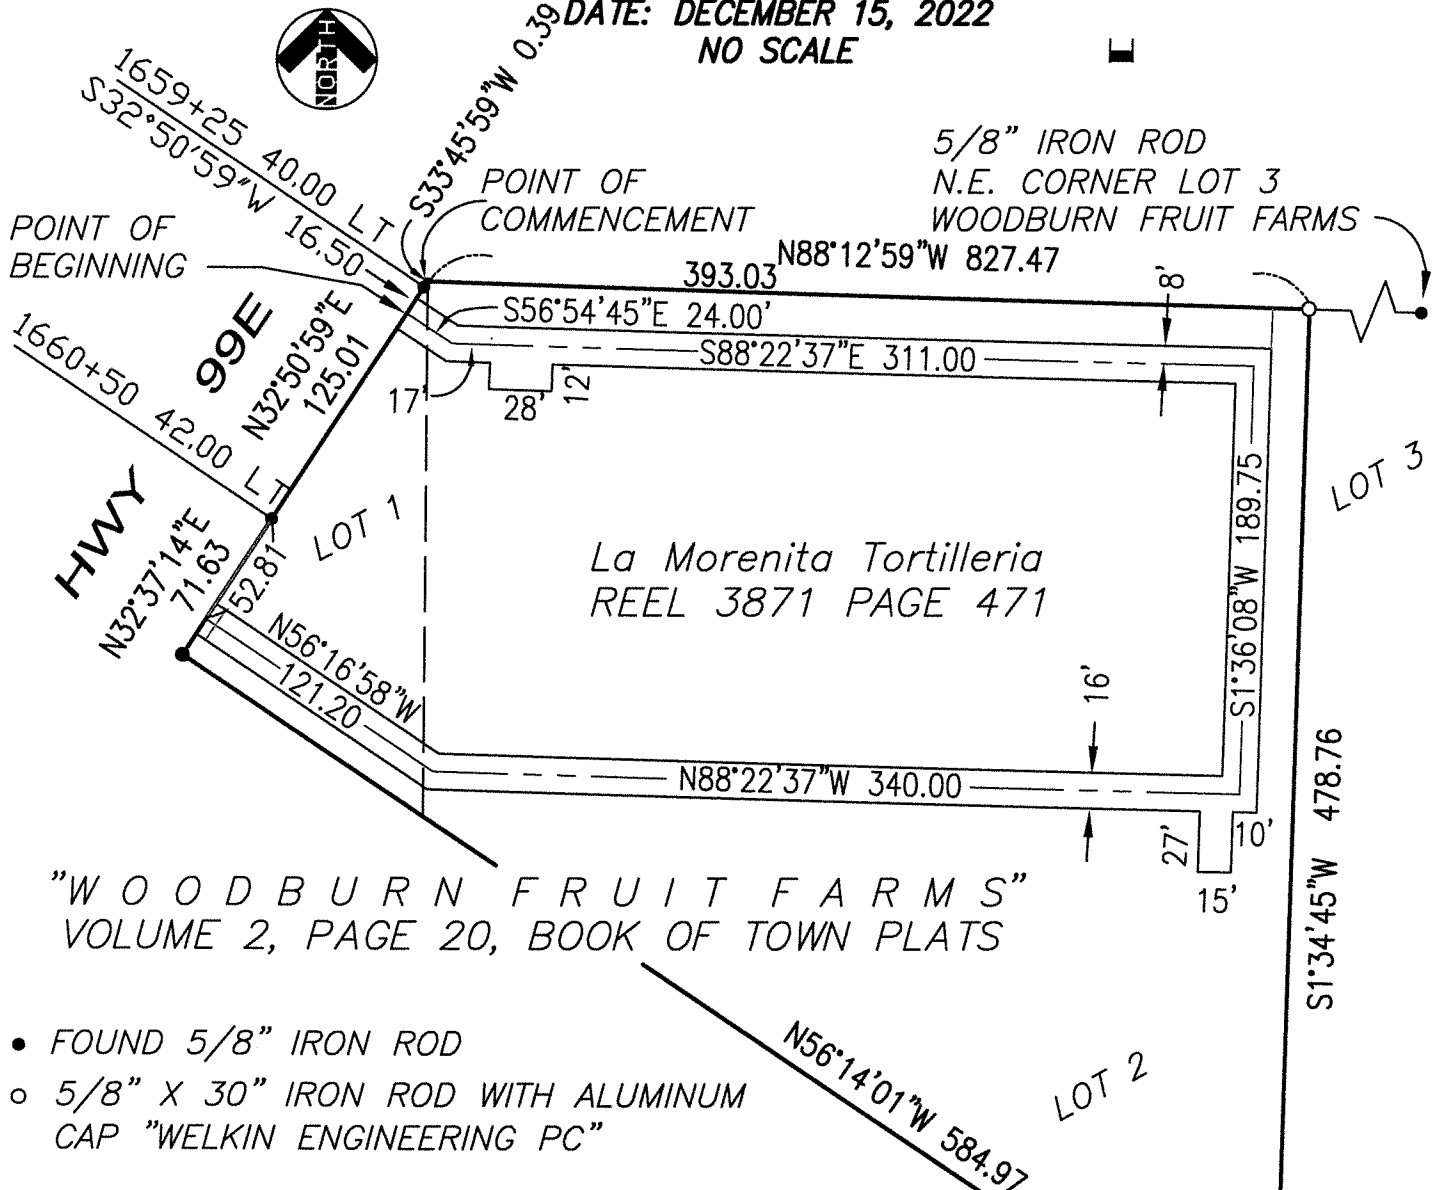 DATE: DECEMBER 15, 2022
NO SCALE
NORTH
S33°45'59"W 0.39
1659+25 40.00 LT
S32°50'59"W 16.50
POINT OF
COMMENCEMENT
5/8" IRON ROD
N.E. CORNER LOT 3
WOODBURN FRUIT FARMS
POINT OF
BEGINNING
N88°12'59"W 827.47
393.03
8'
S56°54'45"E 24.00'
S88°22'37"E 311.00
99E
N32°50'59"E
125.01
1660+50 42.00 LT
17'
28'
12'
HWY
LOT 1
LOT 3
N32°37'14"E
71.63
52.81
La Morenita Tortilleria
REEL 3871 PAGE 471
S1°36'08"W 189.75
N56°16'58"W
121.20
16'
N88°22'37"W 340.00
27'
10'
15'
S1°34'45"W 478.76
"WOODBURN FRUIT FARMS"
VOLUME 2, PAGE 20, BOOK OF TOWN PLATS
FOUND 5/8" IRON ROD
5/8" X 30" IRON ROD WITH ALUMINUM
CAP "WELKIN ENGINEERING PC"
N56°14'01"W 584.97
LOT 2